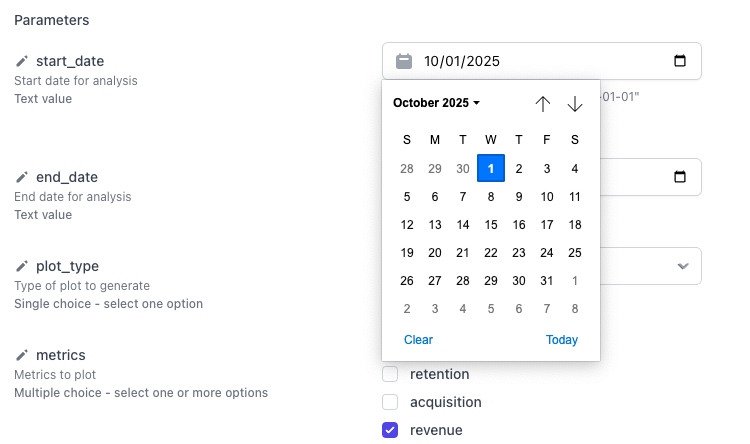 Parameters
start_date
Start date for analysis
Text value
10/01/2025
-01-01"
October 2025
S M T W T F S
28 29 30 1 2 3 4
5 6 7 8 9 10 11
12 13 14 15 16 17 18
19 20 21 22 23 24 25
26 27 28 29 30 31 1
2 3 4 5 6 7 8
Clear Today
end_date
End date for analysis
Text value
plot_type
Type of plot to generate
Single choice - select one option
metrics
Metrics to plot
Multiple choice - select one or more options
retention
acquisition
revenue